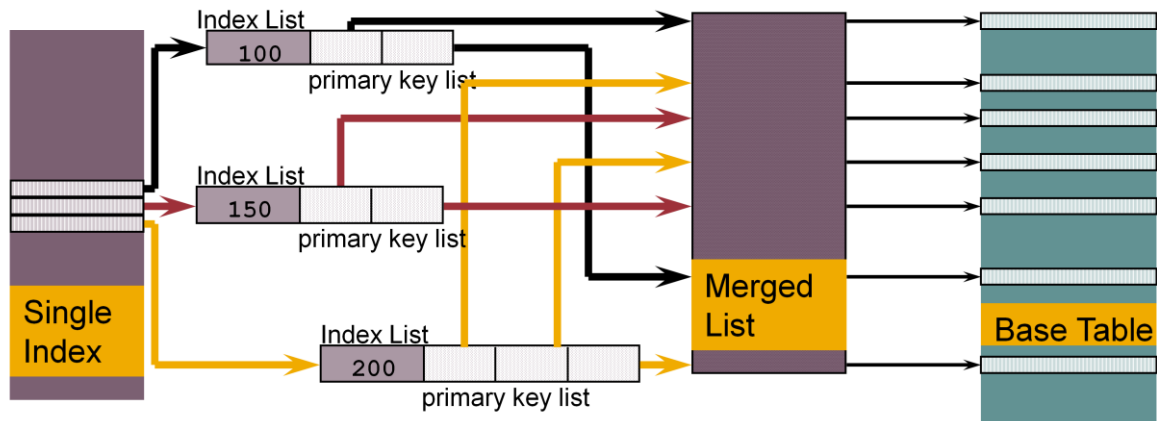 Index List
100
primary key list
Index List
150
primary key list
Single
Index
Index List
200
primary key list
Merged
List
Base Table